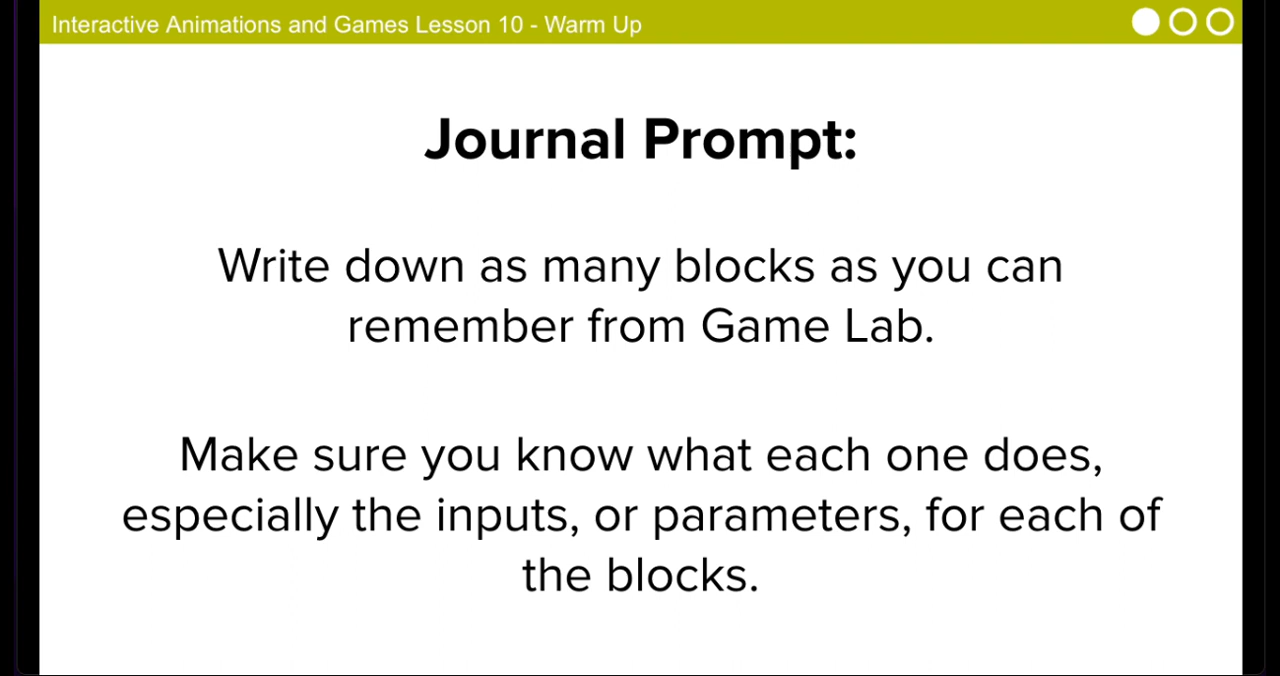 Interactive Animations and Games Lesson 10 - Warm Up
Journal Prompt:
Write down as many blocks as you can
remember from Game Lab.
Make sure you know what each one does,
especially the inputs, or parameters, for each of
the blocks.